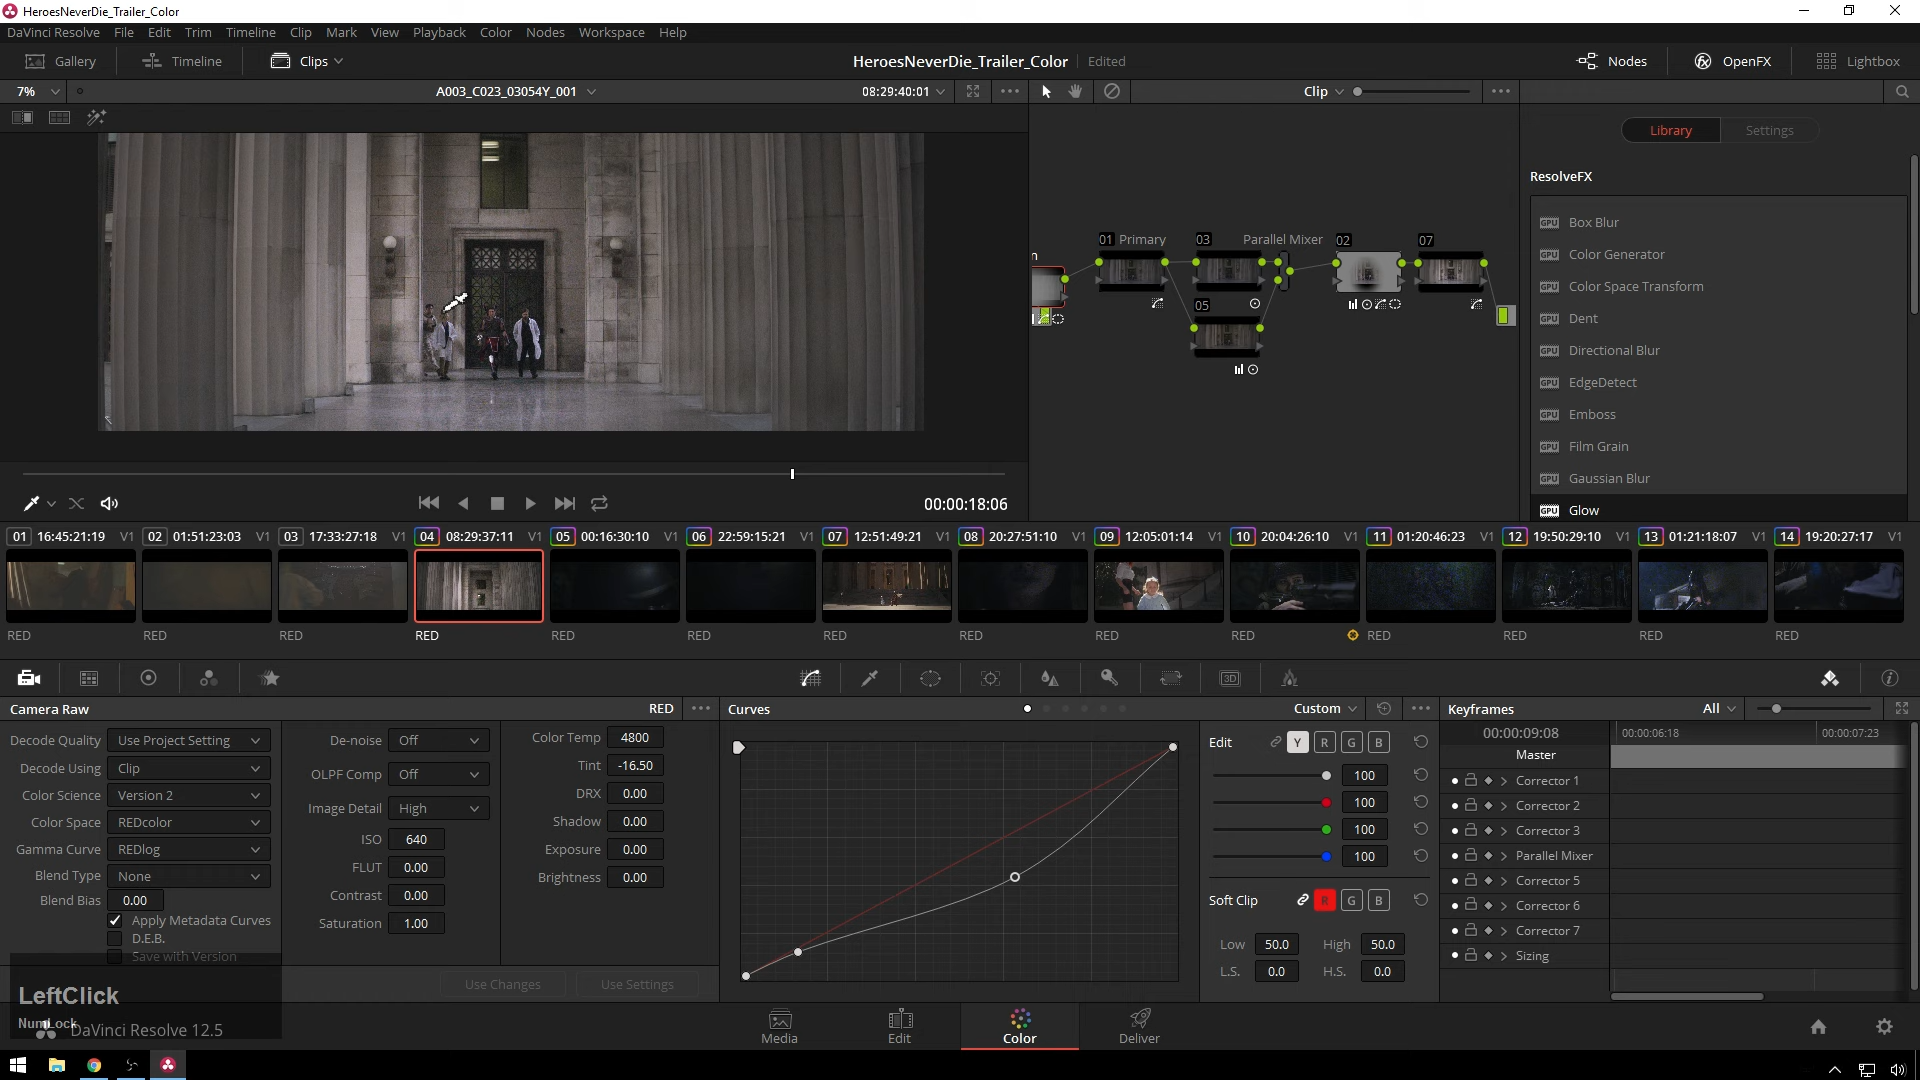 HeroesNeverDie_Trailer_Color
DaVinci Resolve File Edit Trim Timeline Clip Mark View Playback Color Nodes Workspace Help
Gallery Timeline Clips HeroesNeverDie_Trailer_Color Edited Nodes OpenFX Lightbox
7% A003_C023_03054Y_001 08:29:40:01 Clip
Library Settings
ResolveFX
GPU Box Blur
GPU Color Generator
GPU Color Space Transform
GPU Dent
GPU Directional Blur
GPU EdgeDetect
GPU Emboss
GPU Film Grain
GPU Gaussian Blur
GPU Glow
01 Primary 03 Parallel Mixer 02 07
n
05
00:00:18:06
01 16:45:21:19 V1 02 01:51:23:03 V1 03 17:33:27:18 V1 04 08:29:37:11 V1 05 00:16:30:10 V1 06 22:59:15:21 V1 07 12:51:49:21 V1 08 20:27:51:10 V1 09 12:05:01:14 V1 10 20:04:26:10 V1 11 01:20:46:23 V1 12 19:50:29:10 V1 13 01:21:18:07 V1 14 19:20:27:17 V1
RED RED RED RED RED RED RED RED RED RED RED RED RED RED
3D
Camera Raw RED
Decode Quality Use Project Setting
Decode Using Clip
Color Science Version 2
Color Space REDcolor
Gamma Curve REDlog
Blend Type None
Blend Bias 0.00
Apply Metadata Curves
D.E.B.
Save with Version
De-noise Off
OLPF Comp Off
Image Detail High
ISO 640
FLUT 0.00
Contrast 0.00
Saturation 1.00
Color Temp 4800
Tint -16.50
DRX 0.00
Shadow 0.00
Exposure 0.00
Brightness 0.00
Use Changes Use Settings
Curves Custom
Edit Y R G B
100
100
100
100
Soft Clip R G B
Low 50.0 High 50.0
L.S. 0.0 H.S. 0.0
Keyframes All
00:00:09:08 00:00:06:18 00:00:07:23
Master
Corrector 1
Corrector 2
Corrector 3
Parallel Mixer
Corrector 5
Corrector 6
Corrector 7
Sizing
LeftClick
NumLock
DaVinci Resolve 12.5
Media Edit Color Deliver